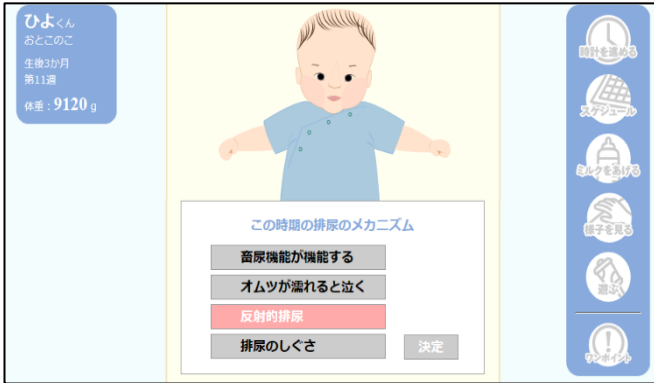 ひよくん
おとこのこ
生後3か月
第11週
体重：9120 g
この時期の排尿のメカニズム
畜尿機能が機能する
オムツが濡れると泣く
反射的排尿
排尿のしぐさ
決定
時計を進める
スケジュール
ミルクをあげる
様子を見る
遊ぶ
ワンポイント